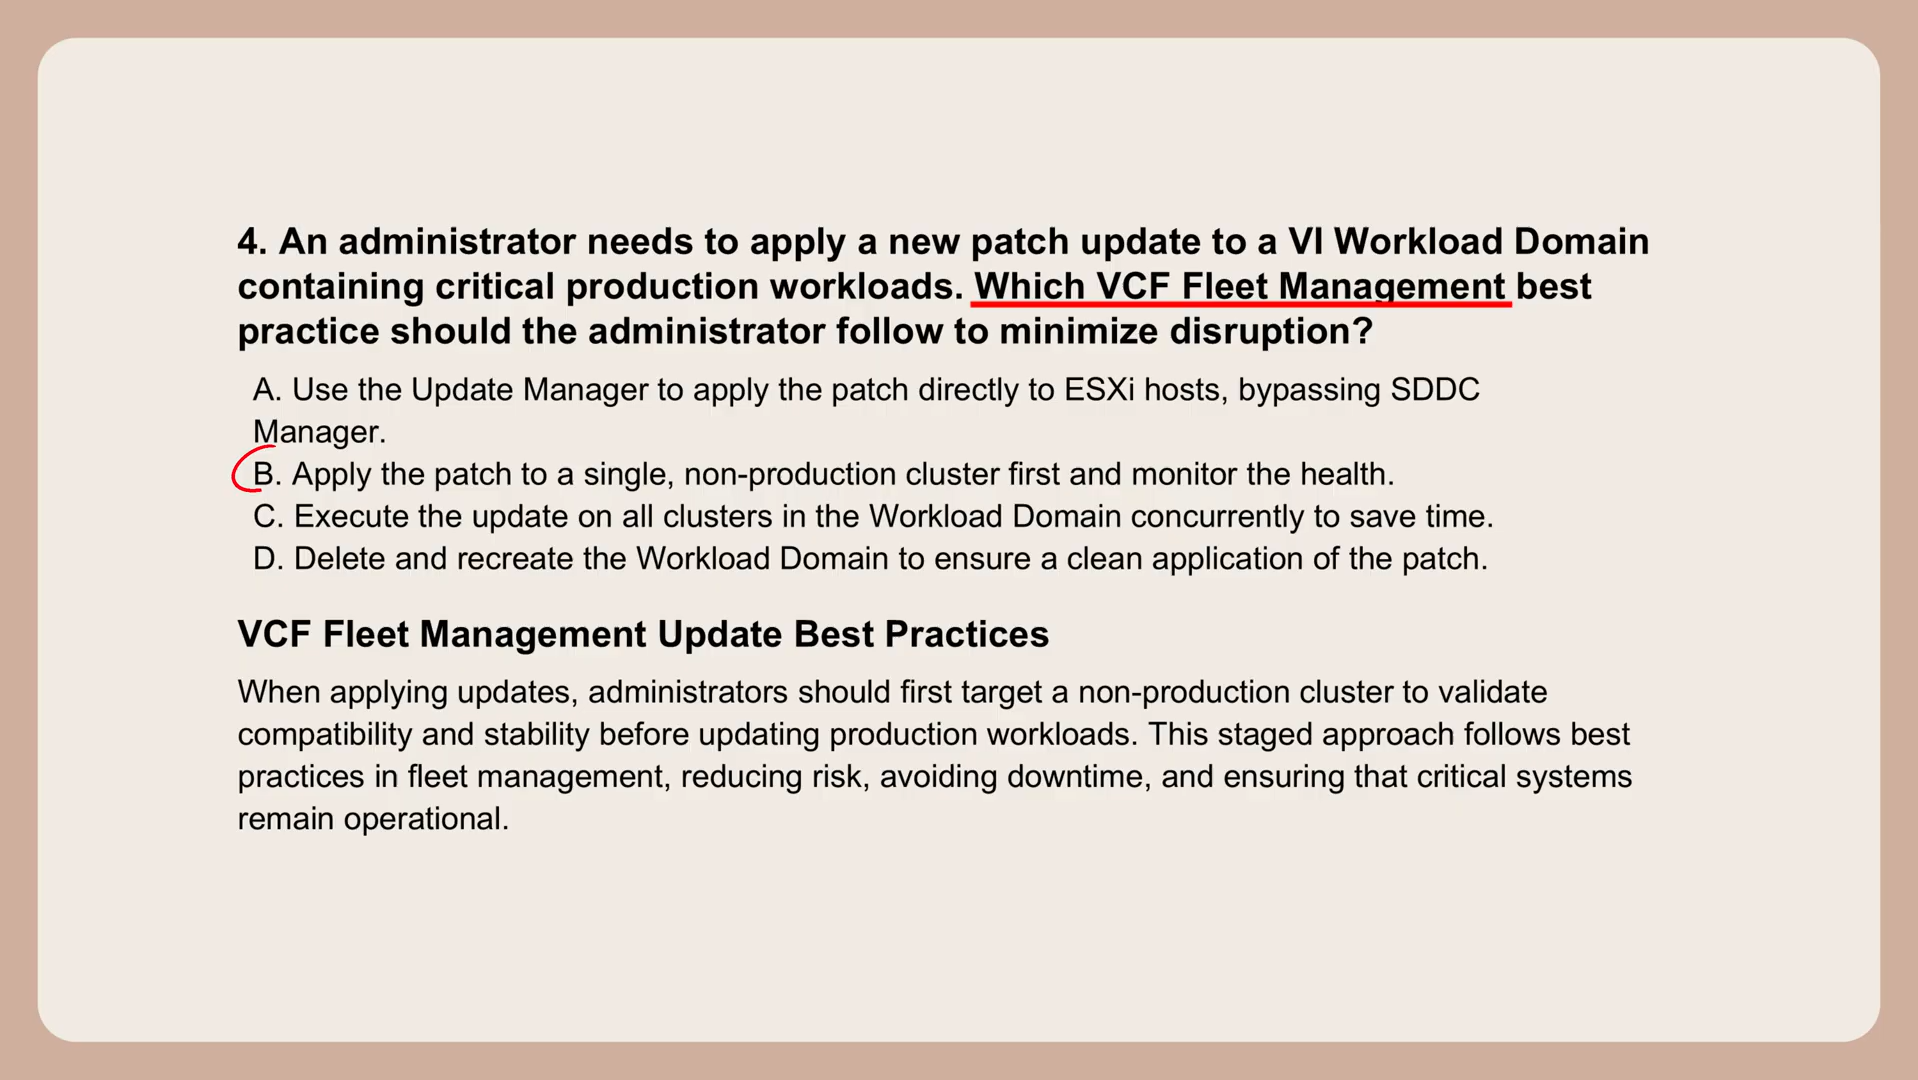 4. An administrator needs to apply a new patch update to a VI Workload Domain
containing critical production workloads. Which VCF Fleet Management best
practice should the administrator follow to minimize disruption?
A. Use the Update Manager to apply the patch directly to ESXi hosts, bypassing SDDC
Manager.
B. Apply the patch to a single, non-production cluster first and monitor the health.
C. Execute the update on all clusters in the Workload Domain concurrently to save time.
D. Delete and recreate the Workload Domain to ensure a clean application of the patch.
VCF Fleet Management Update Best Practices
When applying updates, administrators should first target a non-production cluster to validate
compatibility and stability before updating production workloads. This staged approach follows best
practices in fleet management, reducing risk, avoiding downtime, and ensuring that critical systems
remain operational.